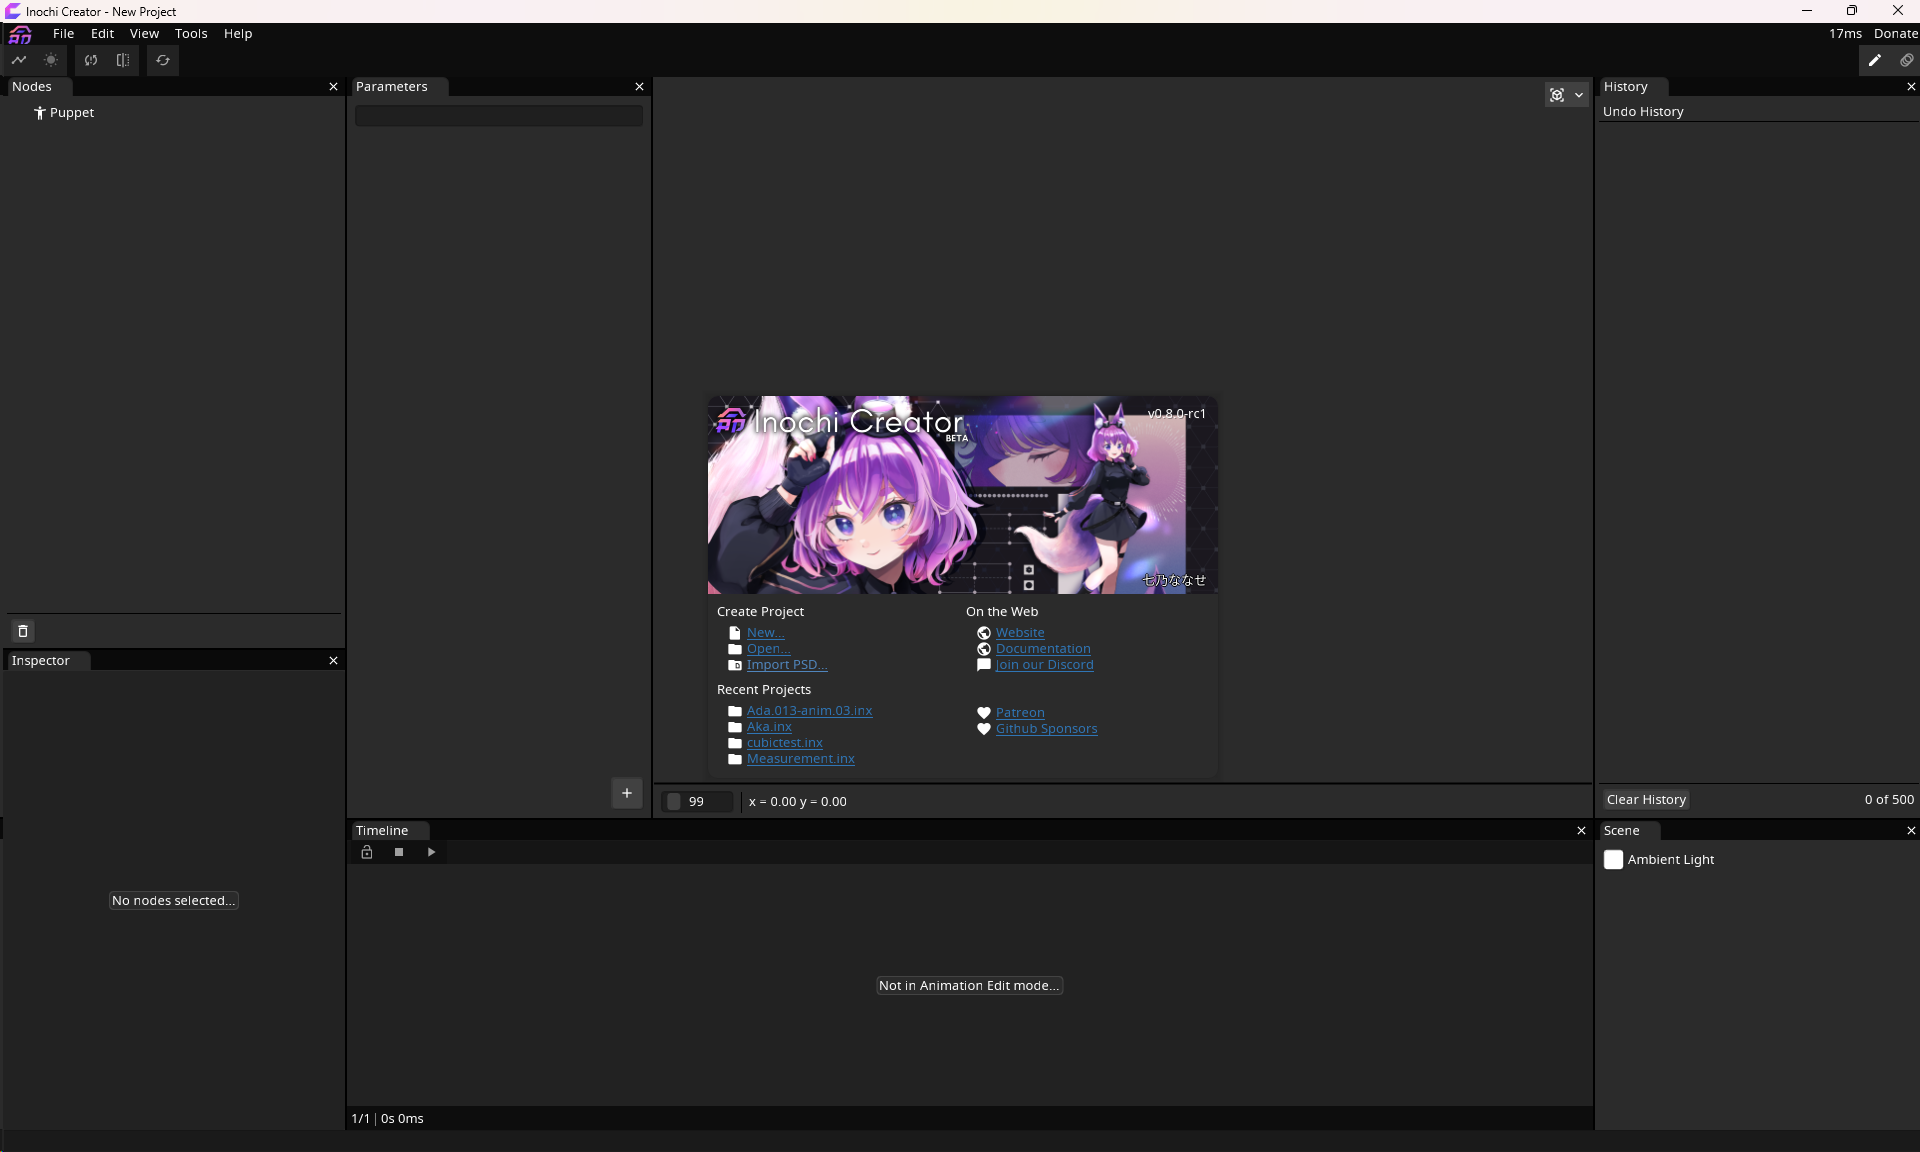 Inochi Creator - New Project
File Edit View Tools Help 17ms Donate
Nodes
Puppet
Parameters
History
Undo History
Inochi Creator
BETA
v0.8.0-rc1
七乃ななせ
Create Project
New...
Open...
Import PSD...
Recent Projects
Ada.013-anim.03.inx
Aka.inx
cubictest.inx
Measurement.inx
On the Web
Website
Documentation
Join our Discord
Patreon
Github Sponsors
Inspector
No nodes selected...
99 x = 0.00 y = 0.00
Clear History 0 of 500
Timeline
Not in Animation Edit mode...
1/1 | 0s 0ms
Scene
Ambient Light